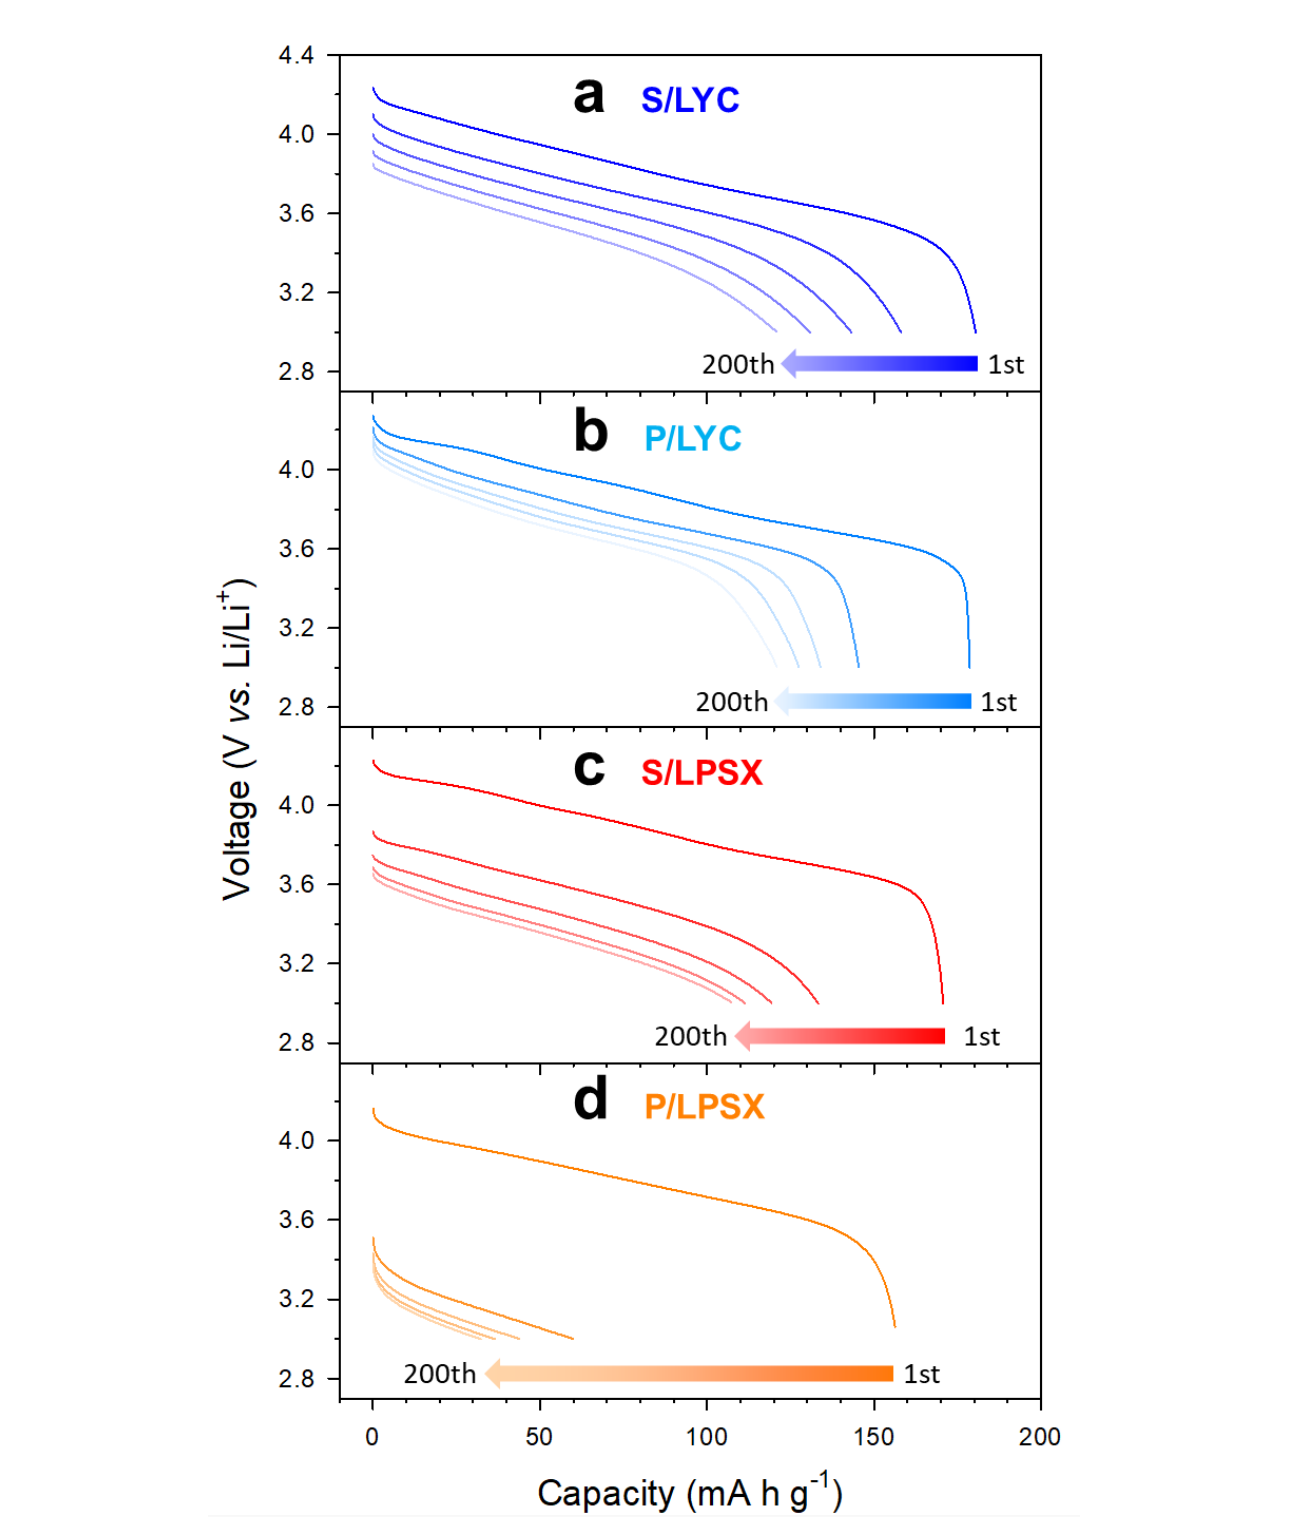 4.4
a S/LYC
4.0
3.6
3.2
2.8
200th 1st
b P/LYC
4.0
3.6
3.2
2.8
200th 1st
Voltage (V vs. Li/Li⁺)
c S/LPSX
4.0
3.6
3.2
2.8
200th 1st
d P/LPSX
4.0
3.6
3.2
2.8
200th 1st
0 50 100 150 200
Capacity (mA h g⁻¹)